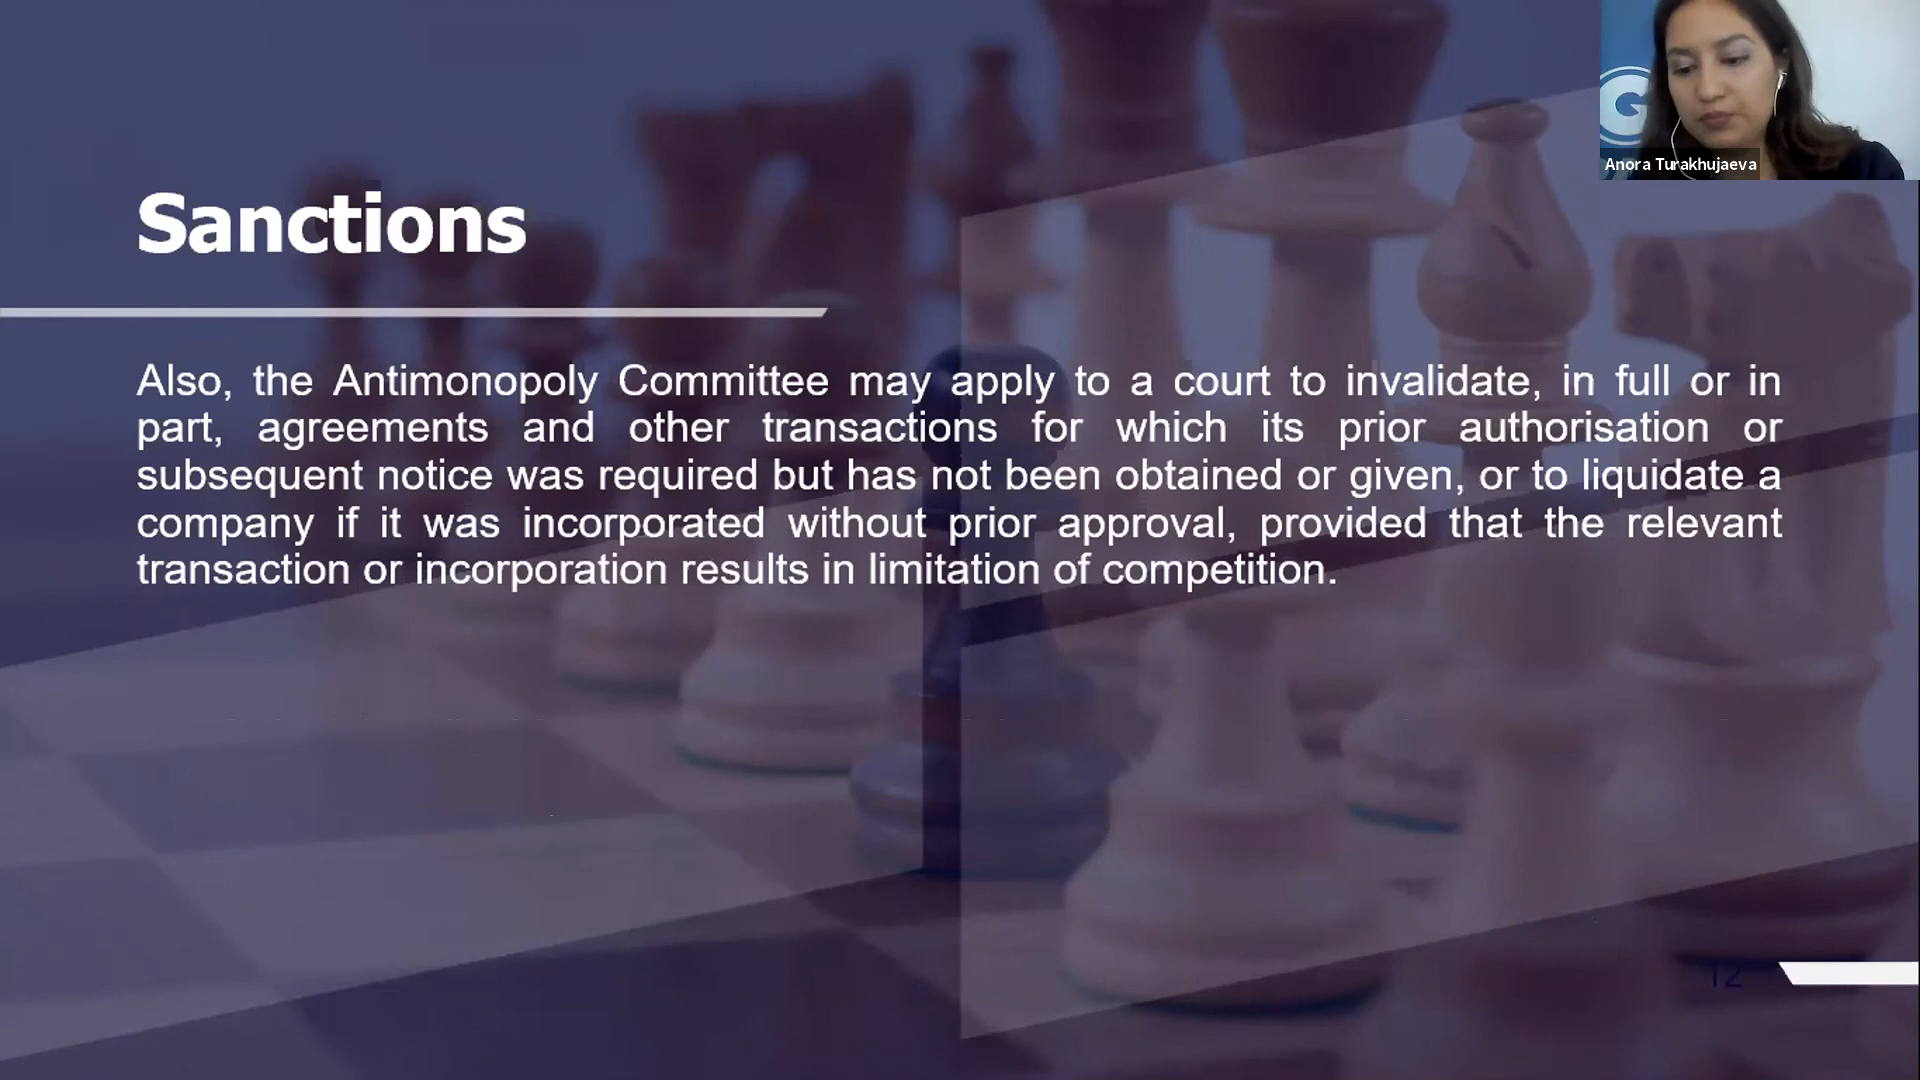 Anora Turakhujaeva
Sanctions
Also, the Antimonopoly Committee may apply to a court to invalidate, in full or in
part, agreements and other transactions for which its prior authorisation or
subsequent notice was required but has not been obtained or given, or to liquidate a
company if it was incorporated without prior approval, provided that the relevant
transaction or incorporation results in limitation of competition.
12